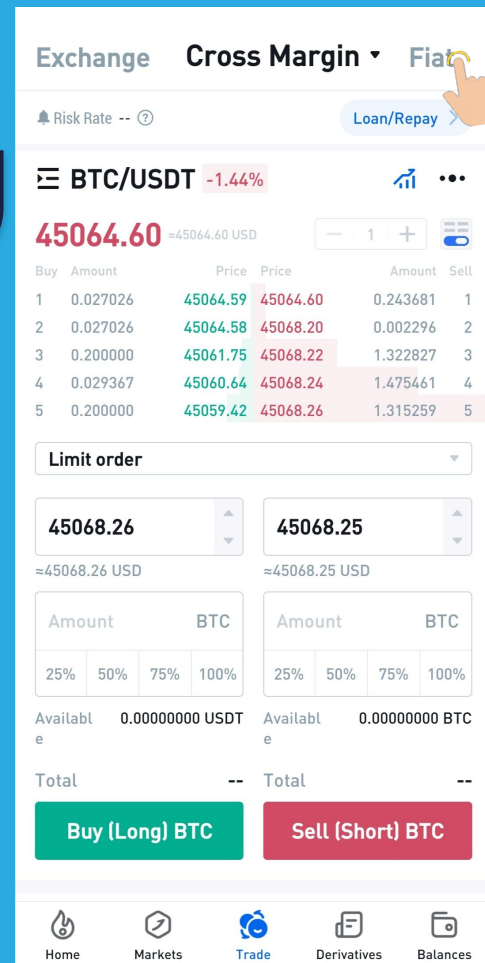 Exchange Cross Margin Fiat
Risk Rate -- ? Loan/Repay >
BTC/USDT -1.44%
45064.60 ≈45064.60 USD — 1 +
Buy Amount Price Price Amount Sell
1 0.027026 45064.59 45064.60 0.243681 1
2 0.027026 45064.58 45068.20 0.002296 2
3 0.200000 45061.75 45068.22 1.322827 3
4 0.029367 45060.64 45068.24 1.475461 4
5 0.200000 45059.42 45068.26 1.315259 5
Limit order
45068.26 45068.25
≈45068.26 USD ≈45068.25 USD
Amount BTC Amount BTC
25% 50% 75% 100% 25% 50% 75% 100%
Availabl 0.00000000 USDT Availabl 0.00000000 BTC
e e
Total -- Total --
Buy (Long) BTC Sell (Short) BTC
Home Markets Trade Derivatives Balances